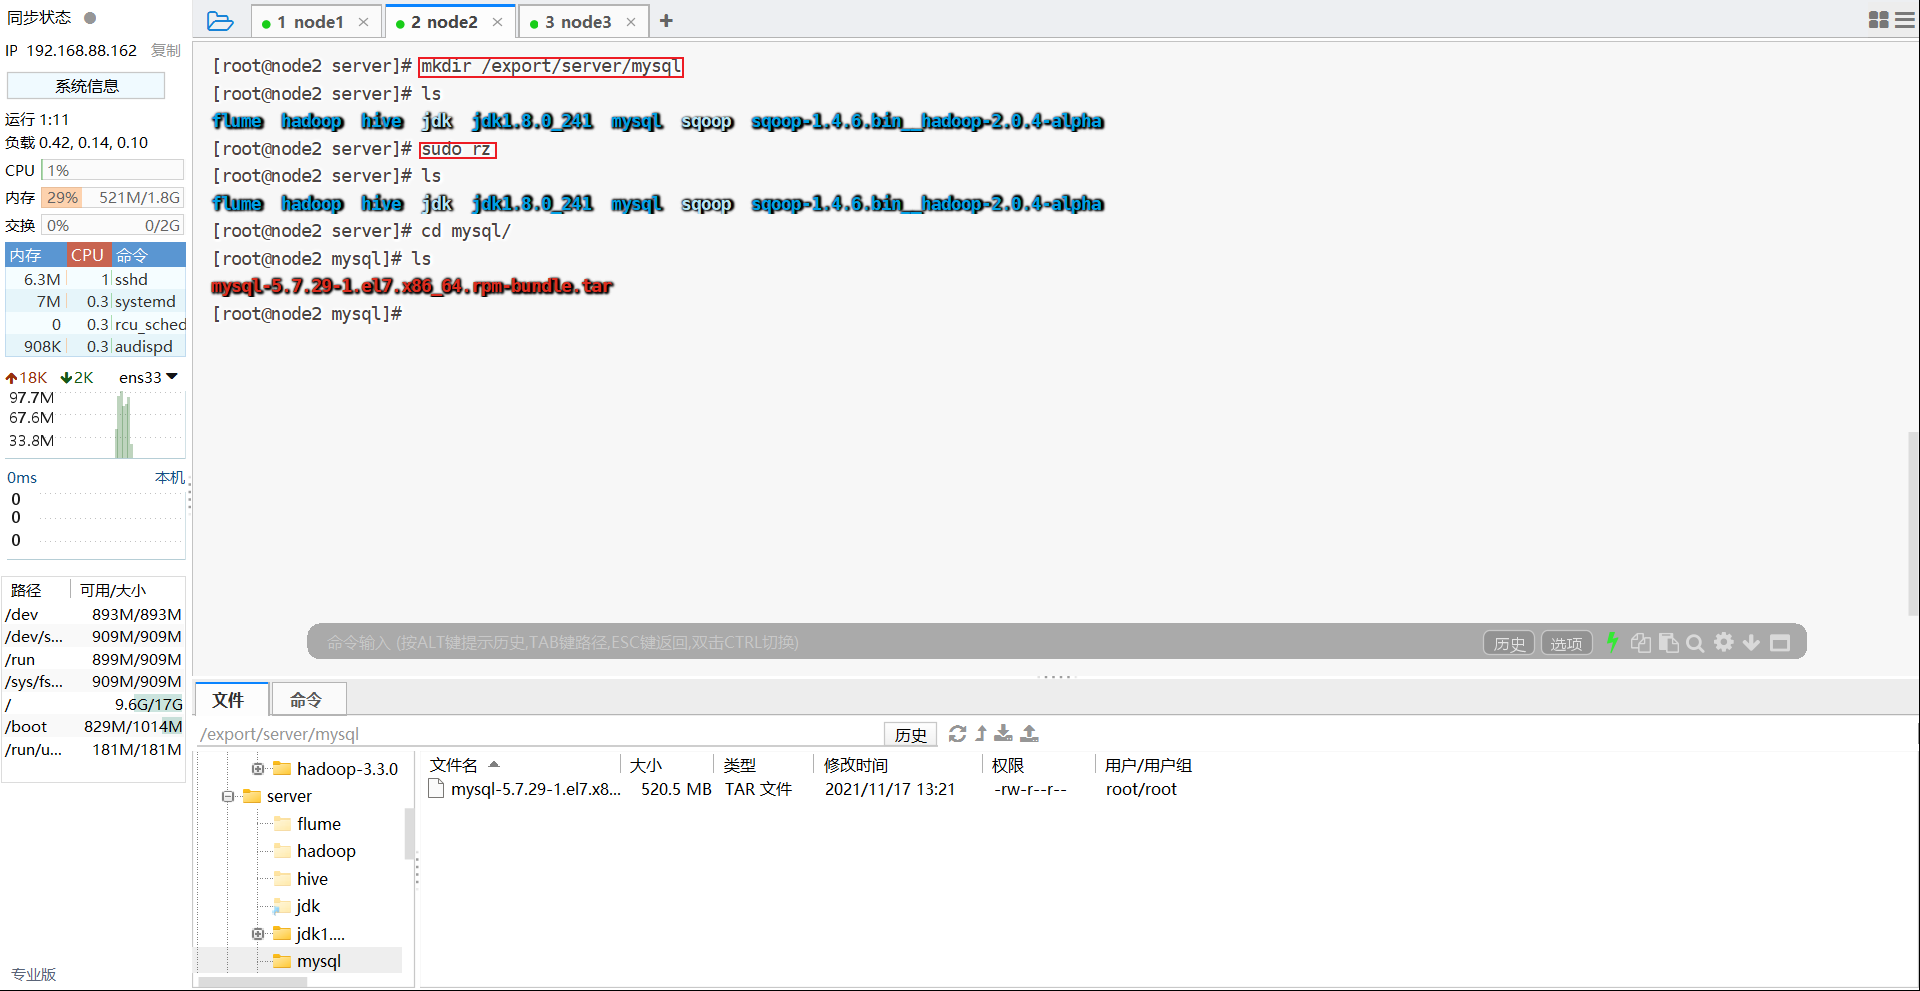 同步状态
IP 192.168.88.162 复制
系统信息
运行 1:11
负载 0.42, 0.14, 0.10
CPU 1%
内存 29% 521M/1.8G
交换 0% 0/2G
内存 CPU 命令
6.3M 1 sshd
7M 0.3 systemd
0 0.3 rcu_sched
908K 0.3 audispd
18K 2K ens33
97.7M
67.6M
33.8M
0ms 本机
0
0
0
路径 可用/大小
/dev 893M/893M
/dev/s... 909M/909M
/run 899M/909M
/sys/fs... 909M/909M
/ 9.6G/17G
/boot 829M/1014M
/run/u... 181M/181M
专业版
1 node1
2 node2
3 node3
[root@node2 server]# mkdir /export/server/mysql
[root@node2 server]# ls
flume hadoop hive jdk jdk1.8.0_241 mysql sqoop sqoop-1.4.6.bin__hadoop-2.0.4-alpha
[root@node2 server]# sudo rz
[root@node2 server]# ls
flume hadoop hive jdk jdk1.8.0_241 mysql sqoop sqoop-1.4.6.bin__hadoop-2.0.4-alpha
[root@node2 server]# cd mysql/
[root@node2 mysql]# ls
mysql-5.7.29-1.el7.x86_64.rpm-bundle.tar
[root@node2 mysql]#
命令输入 (按ALT键提示历史,TAB键路径,ESC键返回,双击CTRL切换) 历史 选项
文件 命令
/export/server/mysql 历史
hadoop-3.3.0
server
flume
hadoop
hive
jdk
jdk1....
mysql
文件名 大小 类型 修改时间 权限 用户/用户组
mysql-5.7.29-1.el7.x8... 520.5 MB TAR 文件 2021/11/17 13:21 -rw-r--r-- root/root